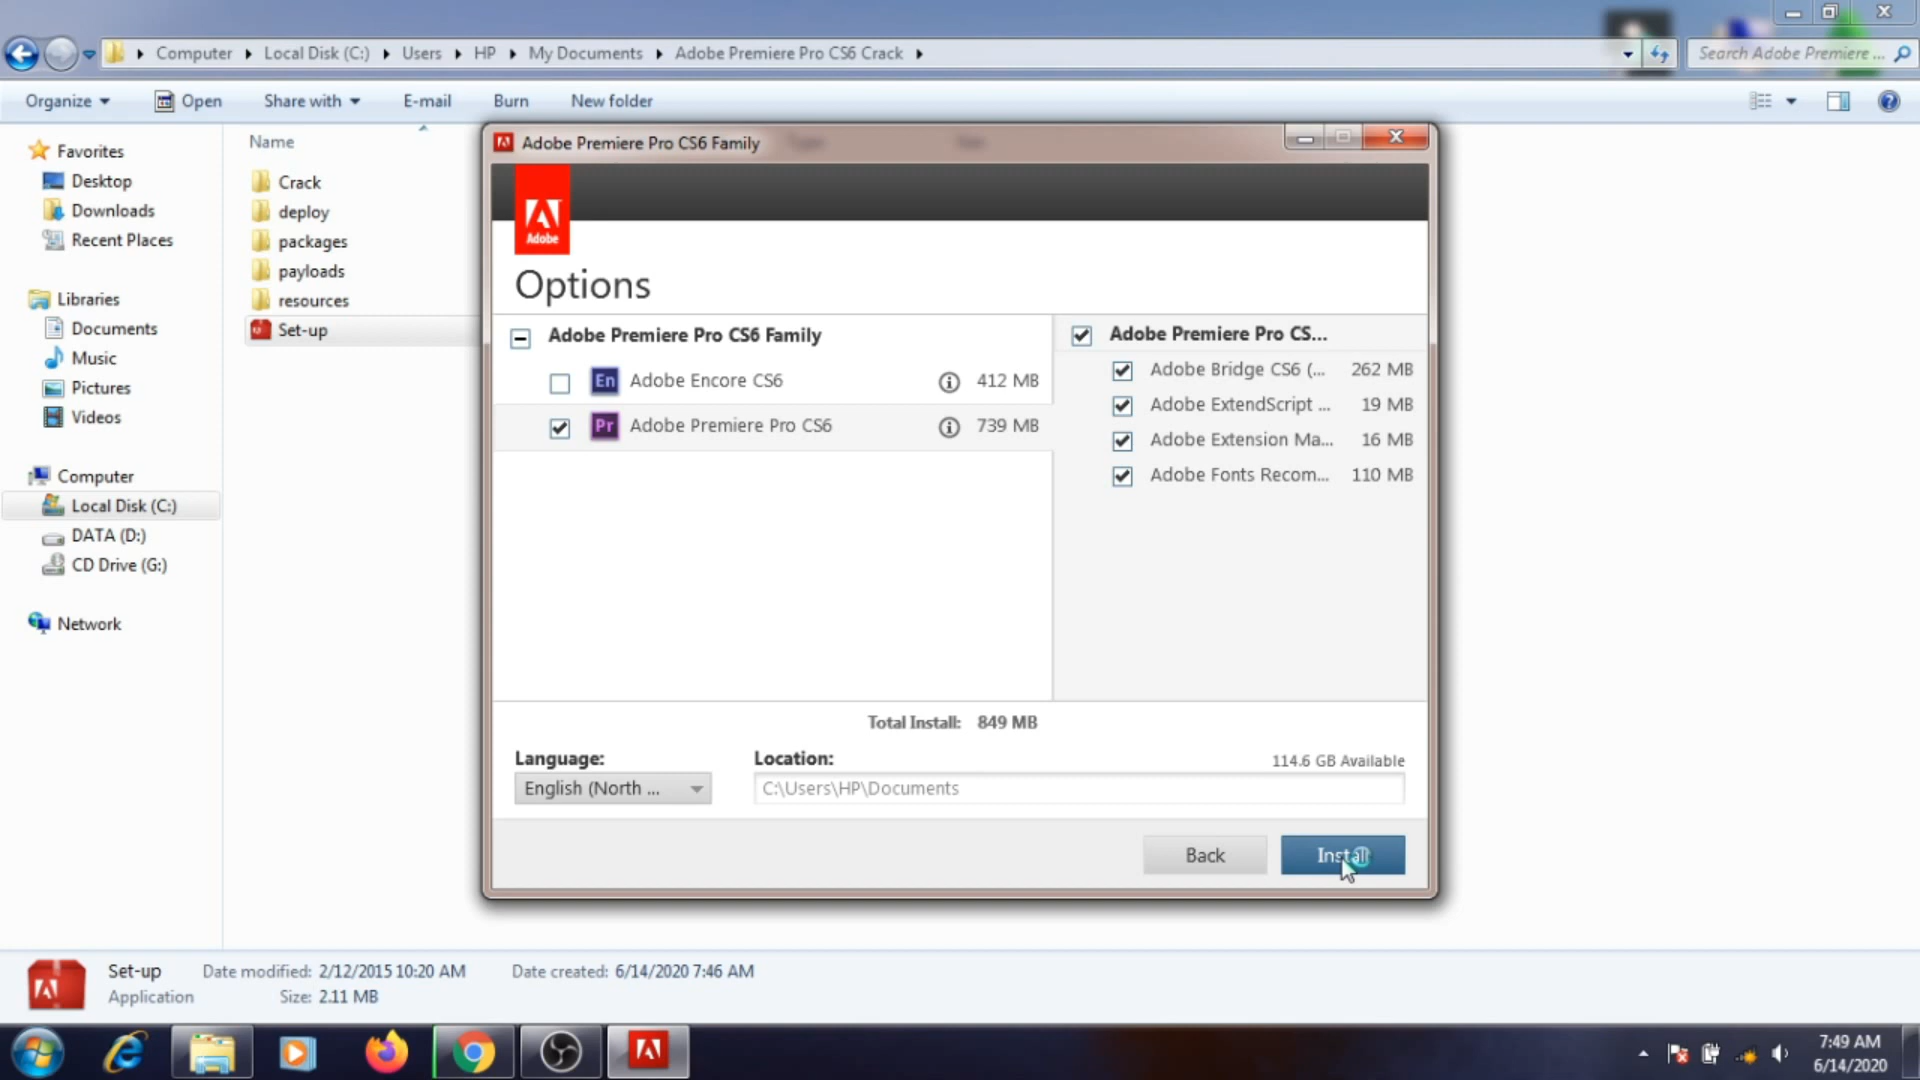 Computer Local Disk (C:) Users HP My Documents Adobe Premiere Pro CS6 Crack
Search Adobe Premiere ...
Organize Open Share with E-mail Burn New folder
Favorites
Desktop
Downloads
Recent Places
Libraries
Documents
Music
Pictures
Videos
Computer
Local Disk (C:)
DATA (D:)
CD Drive (G:)
Network
Name
Crack
deploy
packages
payloads
resources
Set-up
Adobe Premiere Pro CS6 Family
Adobe
Options
Adobe Premiere Pro CS6 Family
En Adobe Encore CS6 412 MB
Pr Adobe Premiere Pro CS6 739 MB
Adobe Premiere Pro CS...
Adobe Bridge CS6 (... 262 MB
Adobe ExtendScript ... 19 MB
Adobe Extension Ma... 16 MB
Adobe Fonts Recom... 110 MB
Total Install: 849 MB
Language:
English (North ...
Location:
114.6 GB Available
C:\Users\HP\Documents
Back
Install
Set-up Date modified: 2/12/2015 10:20 AM Date created: 6/14/2020 7:46 AM
Application Size: 2.11 MB
7:49 AM
6/14/2020